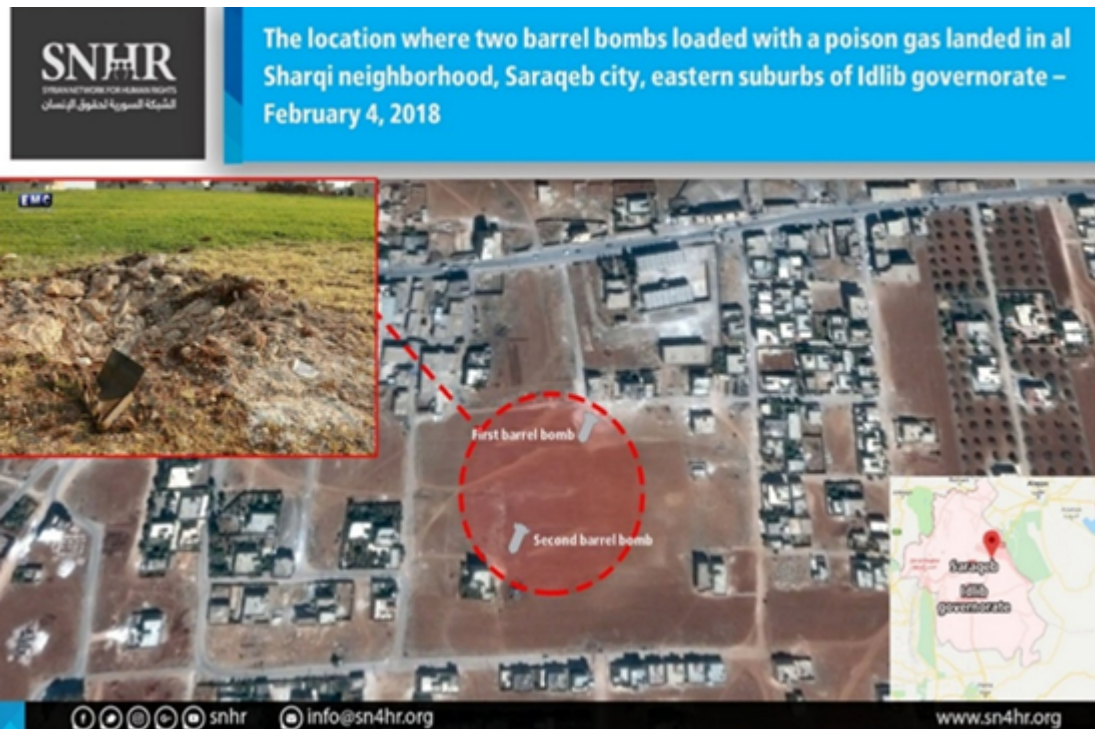 SNHR
SYRIAN NETWORK FOR HUMAN RIGHTS
الشبكة السورية لحقوق الإنسان
The location where two barrel bombs loaded with a poison gas landed in al
Sharqi neighborhood, Saraqeb city, eastern suburbs of Idlib governorate –
February 4, 2018
EMC
First barrel bomb
Second barrel bomb
Saraqeb
Idlib
governorate
snhr
info@sn4hr.org
www.sn4hr.org